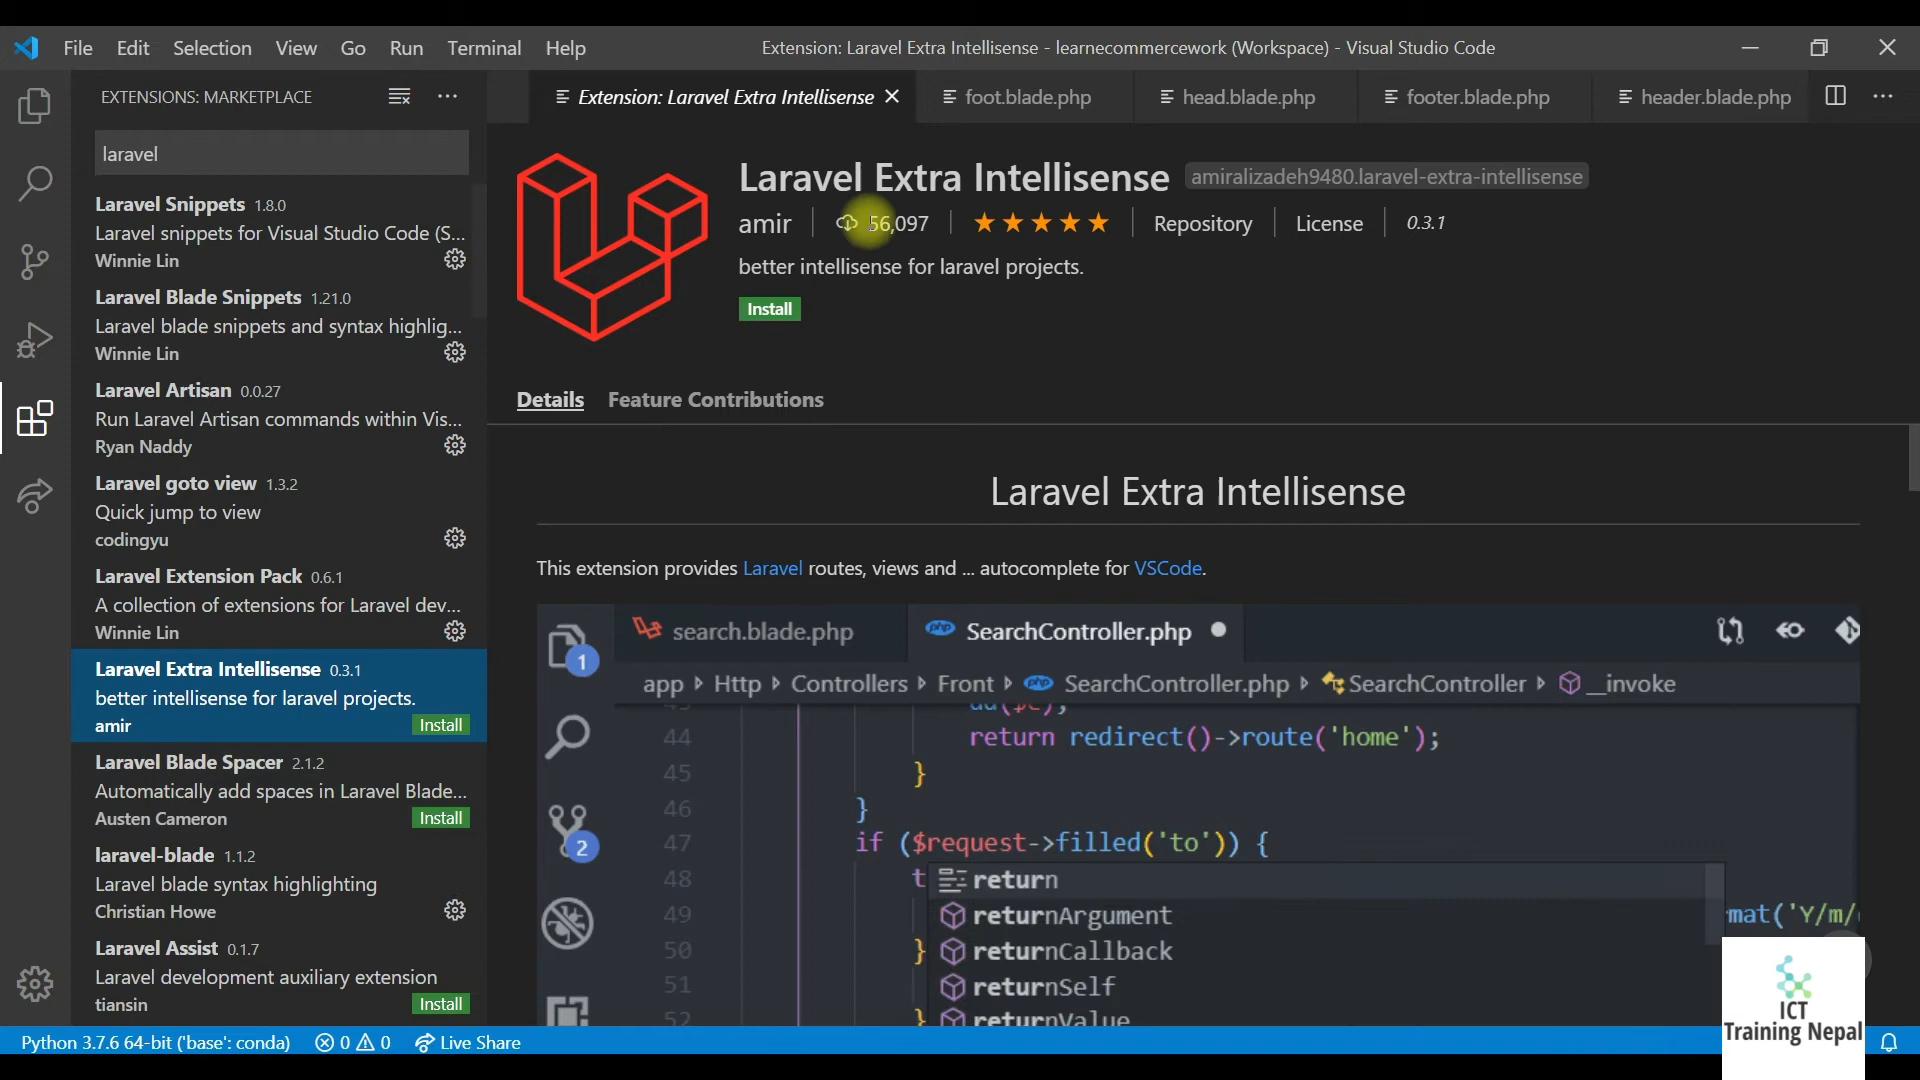 File Edit Selection View Go Run Terminal Help
Extension: Laravel Extra Intellisense - learnecommercework (Workspace) - Visual Studio Code
EXTENSIONS: MARKETPLACE
laravel
Laravel Snippets 1.8.0
Laravel snippets for Visual Studio Code (S...
Winnie Lin
Laravel Blade Snippets 1.21.0
Laravel blade snippets and syntax highlig...
Winnie Lin
Laravel Artisan 0.0.27
Run Laravel Artisan commands within Vis...
Ryan Naddy
Laravel goto view 1.3.2
Quick jump to view
codingyu
Laravel Extension Pack 0.6.1
A collection of extensions for Laravel dev...
Winnie Lin
Laravel Extra Intellisense 0.3.1
better intellisense for laravel projects.
amir Install
Laravel Blade Spacer 2.1.2
Automatically add spaces in Laravel Blade...
Austen Cameron Install
laravel-blade 1.1.2
Laravel blade syntax highlighting
Christian Howe
Laravel Assist 0.1.7
Laravel development auxiliary extension
tiansin Install
Extension: Laravel Extra Intellisense foot.blade.php head.blade.php footer.blade.php header.blade.php
Laravel Extra Intellisense amiralizadeh9480.laravel-extra-intellisense
amir 56,097 Repository License 0.3.1
better intellisense for laravel projects.
Install
Details Feature Contributions
Laravel Extra Intellisense
This extension provides Laravel routes, views and ... autocomplete for VSCode.
1 search.blade.php php SearchController.php
app Http Controllers Front php SearchController.php SearchController __invoke
44 return redirect()->route('home');
45 }
46 }
47 if ($request->filled('to')) {
48 t return
49 returnArgument mat('Y/m/
50 } returnCallback
51 returnSelf
52 } returnValue
2
ICT
Training Nepal
Python 3.7.6 64-bit ('base': conda) 0 0 Live Share